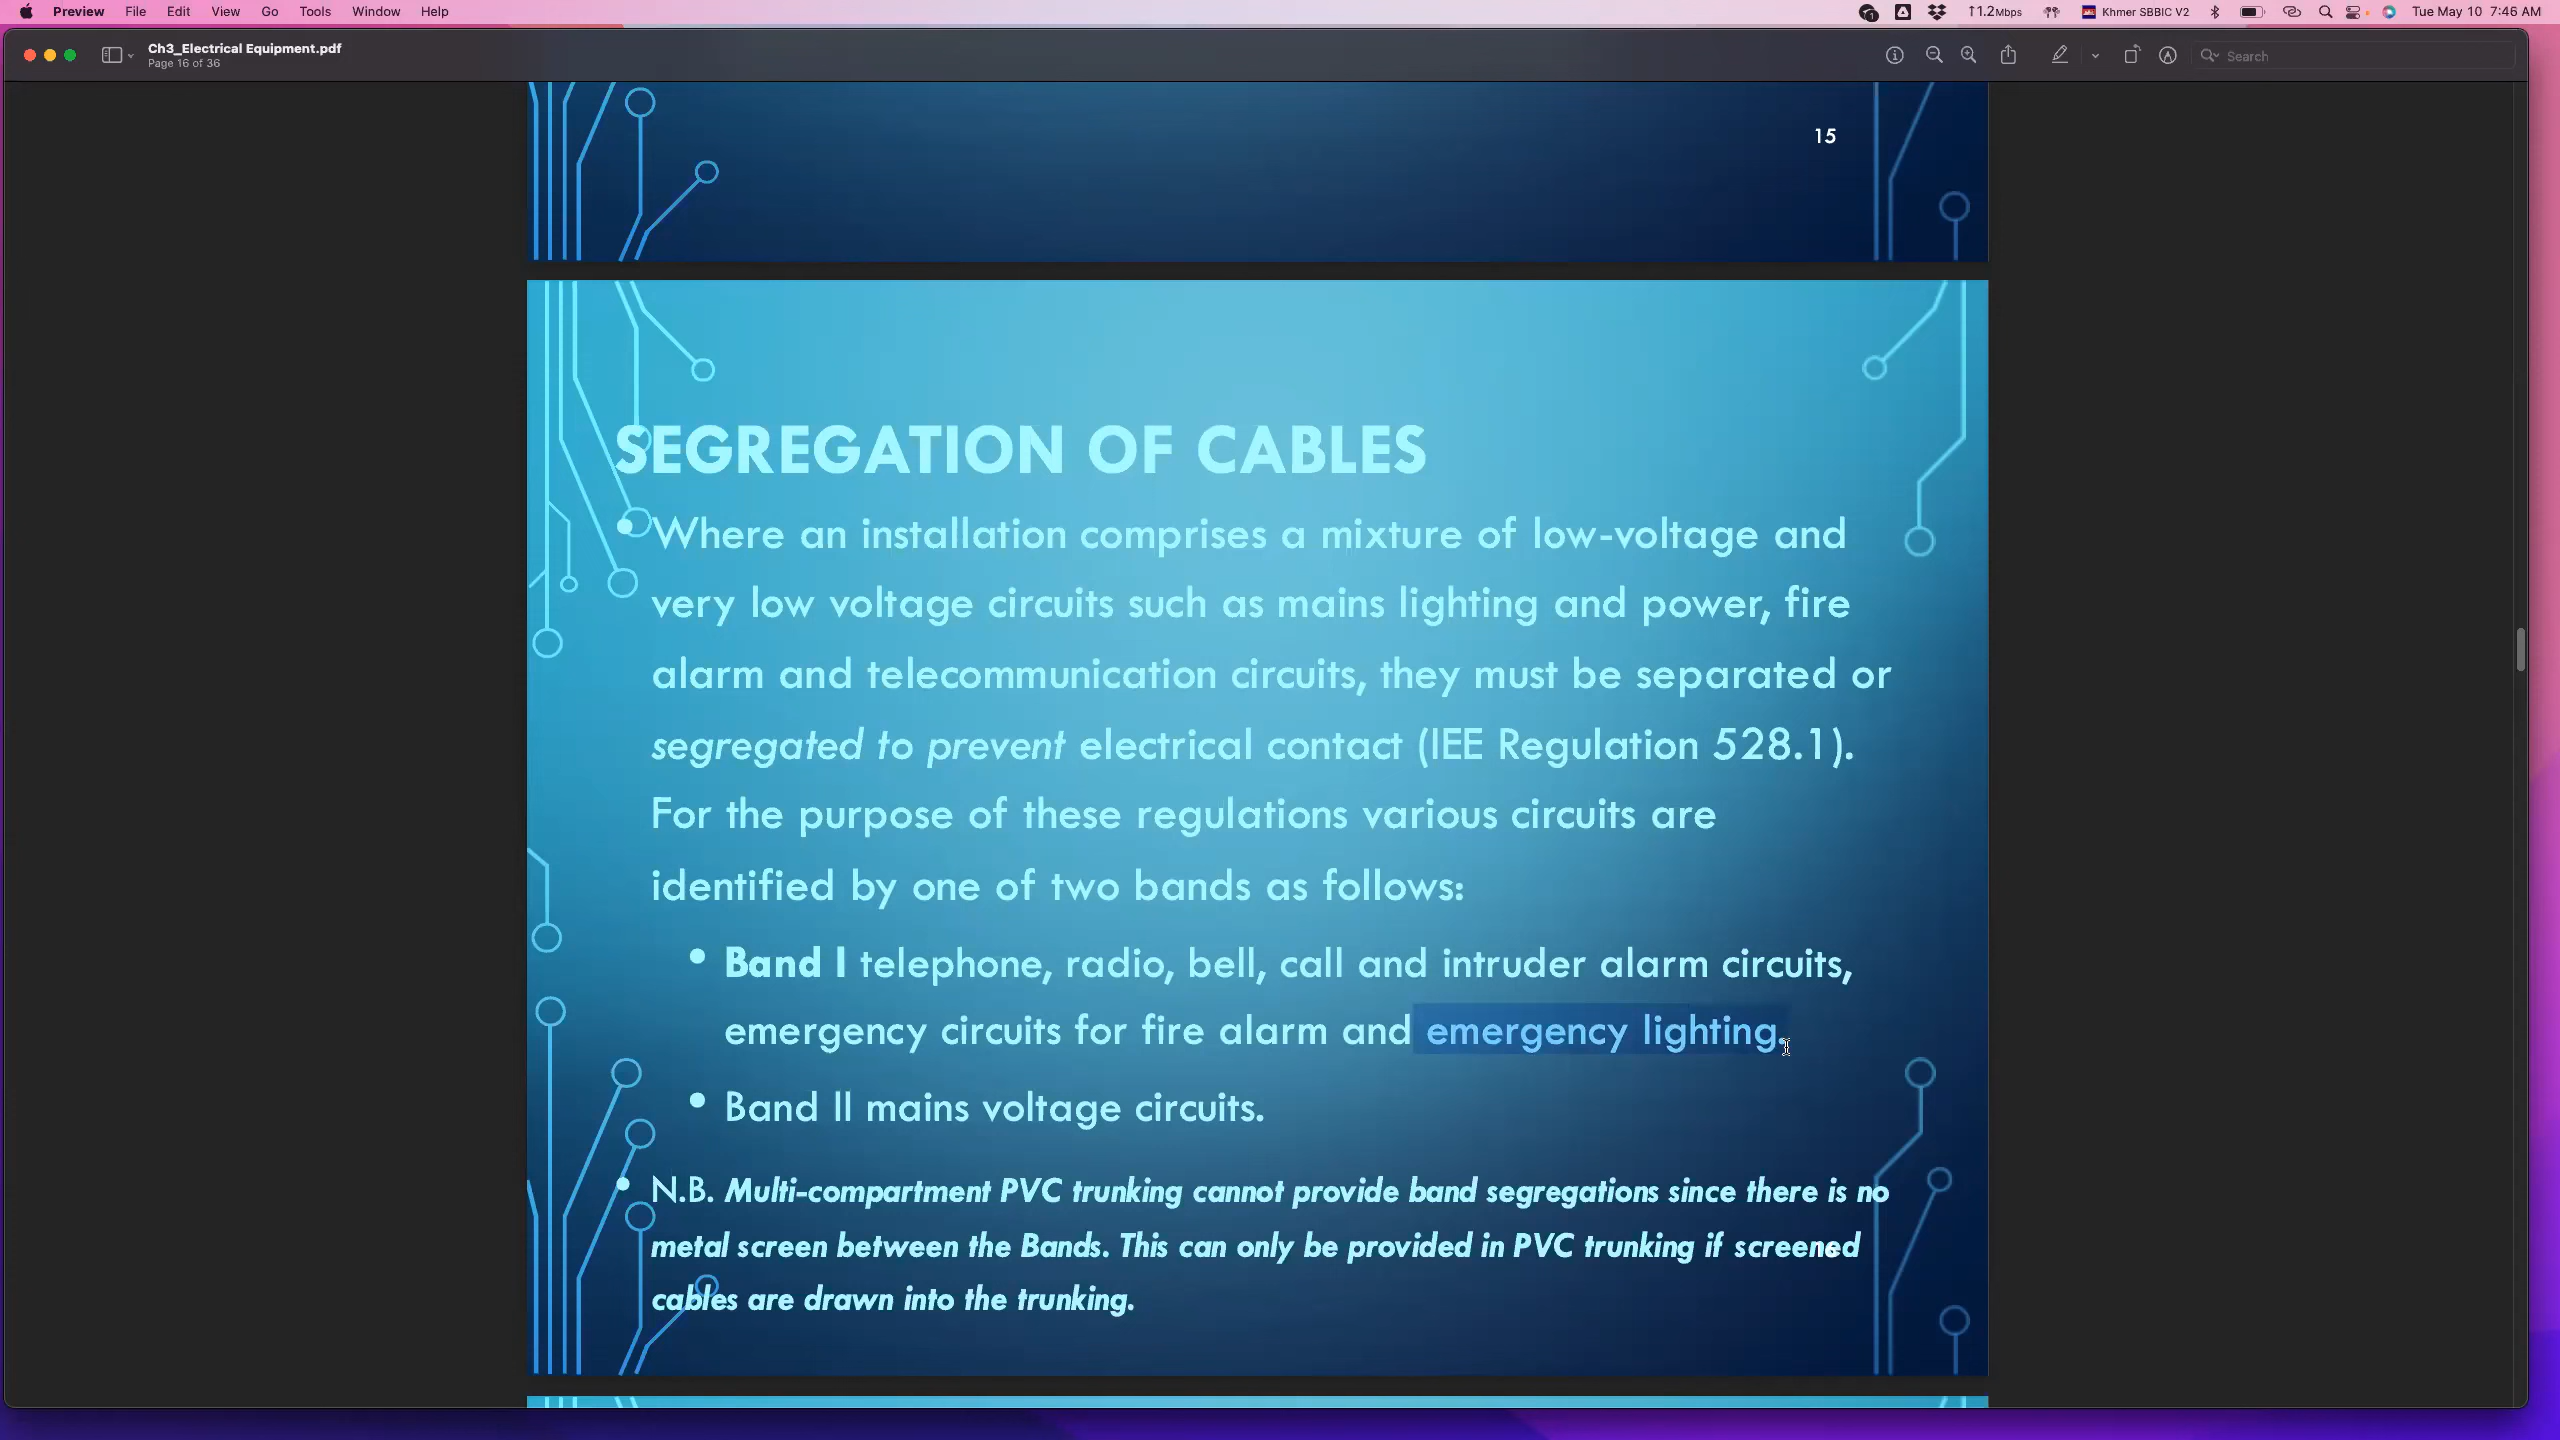 Preview File Edit View Go Tools Window Help
1.2Mbps Khmer SBBIC V2 Tue May 10 7:46 AM
Ch3_Electrical Equipment.pdf
Page 16 of 36
Search
15
SEGREGATION OF CABLES
• Where an installation comprises a mixture of low-voltage and
very low voltage circuits such as mains lighting and power, fire
alarm and telecommunication circuits, they must be separated or
segregated to prevent electrical contact (IEE Regulation 528.1).
For the purpose of these regulations various circuits are
identified by one of two bands as follows:
• Band I telephone, radio, bell, call and intruder alarm circuits,
emergency circuits for fire alarm and emergency lighting.
• Band II mains voltage circuits.
• N.B. Multi-compartment PVC trunking cannot provide band segregations since there is no
metal screen between the Bands. This can only be provided in PVC trunking if screened
cables are drawn into the trunking.